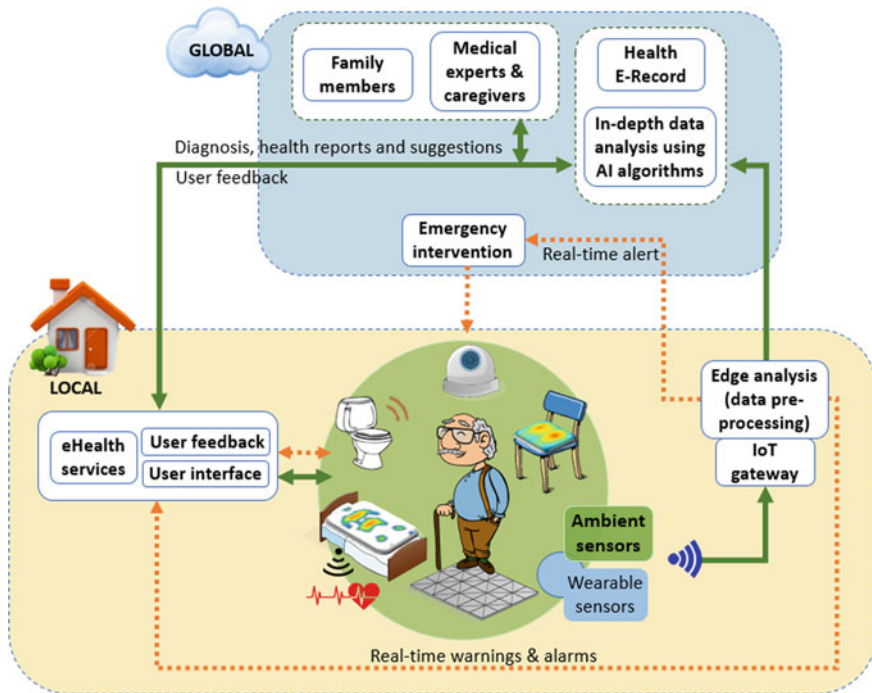 GLOBAL
Family
members
Medical
experts &
caregivers
Health
E-Record
In-depth data
analysis using
AI algorithms
Diagnosis, health reports and suggestions
User feedback
Emergency
intervention
Real-time alert
LOCAL
eHealth
services
User feedback
User interface
Edge analysis
(data pre-
processing)
IoT
gateway
Ambient
sensors
Wearable
sensors
Real-time warnings & alarms